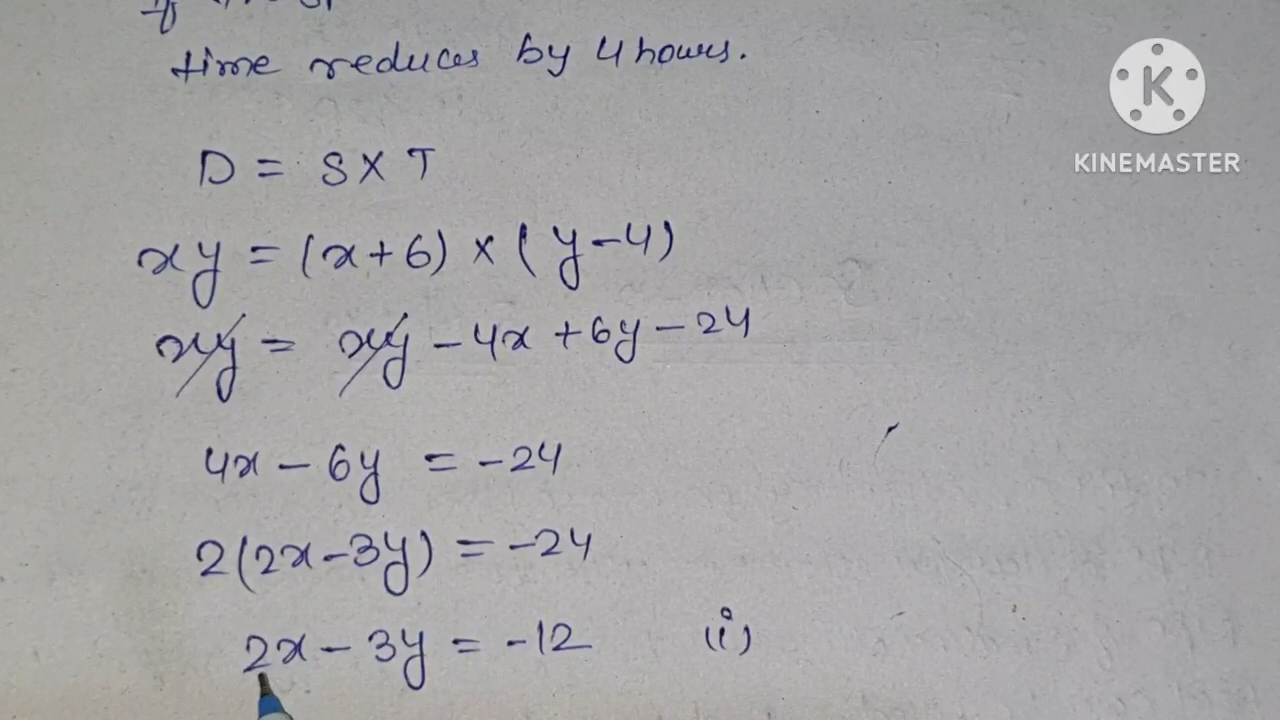 time reduces by 4 hours.
K
KINEMASTER
D = S X T
xy = (x+6) × (y-4)
xy = xy - 4x + 6y - 24
4x - 6y = -24
2(2x-3y) = -24
2x - 3y = -12 (i)